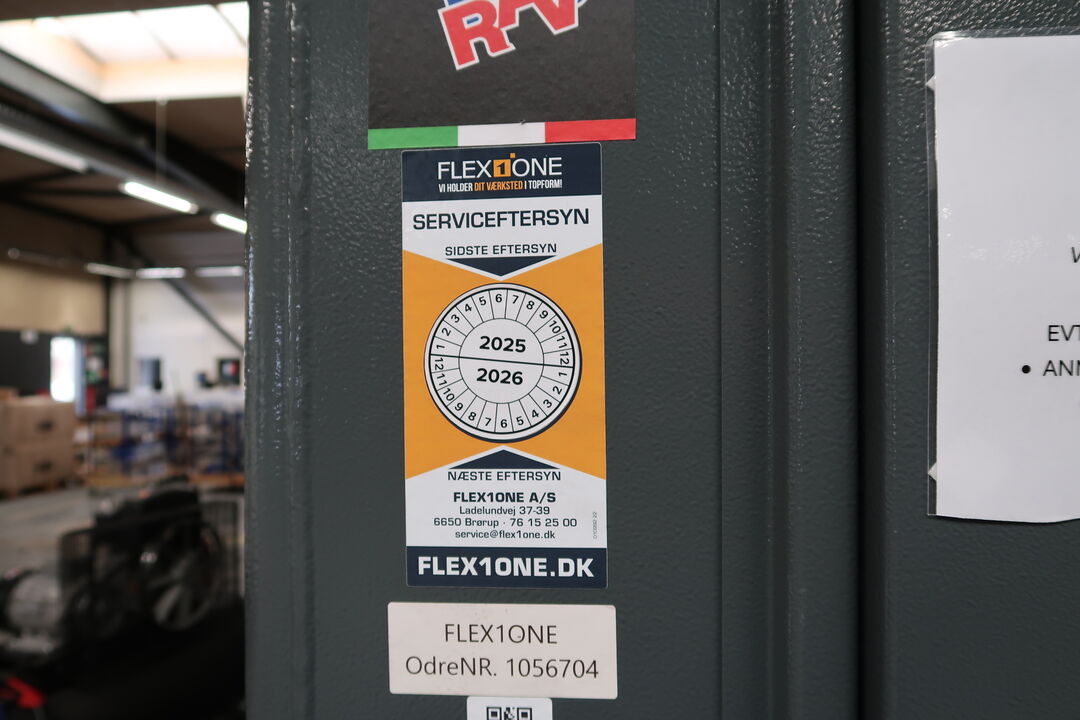 RAV
FLEX1ONE
VI HOLDER DIT VÆRKSTED I TOPFORM!
SERVICEFTERSYN
SIDSTE EFTERSYN
1 2 3 4 5 6 7 8 9 10 11 12
2025
2026
12 11 10 9 8 7 6 5 4 3 2 1
NÆSTE EFTERSYN
FLEX1ONE A/S
Ladelundvej 37-39
6650 Brørup · 76 15 25 00
service@flex1one.dk
FLEX1ONE.DK
FLEX1ONE
OdreNR. 1056704
EVT
• ANN